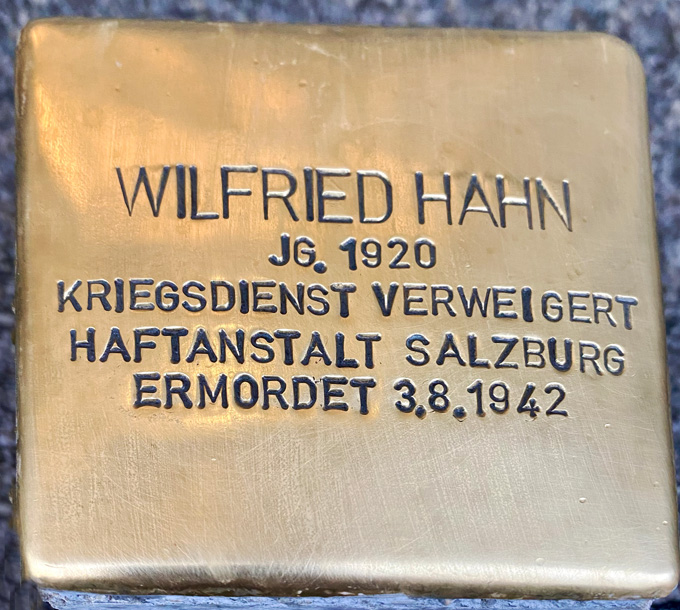 WILFRIED HAHN
JG. 1920
KRIEGSDIENST VERWEIGERT
HAFTANSTALT SALZBURG
ERMORDET 3.8.1942